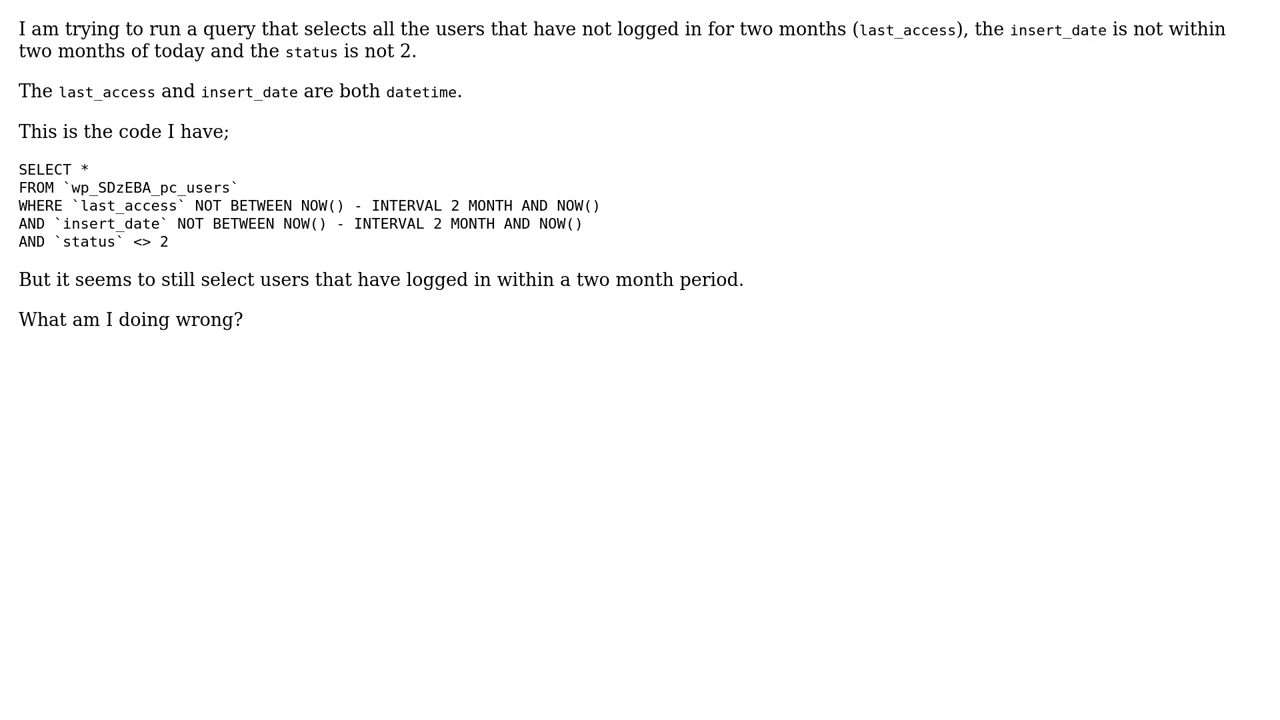 I am trying to run a query that selects all the users that have not logged in for two months (last_access), the insert_date is not within
two months of today and the status is not 2.
The last_access and insert_date are both datetime.
This is the code I have;
SELECT *
FROM `wp_SDzEBA_pc_users`
WHERE `last_access` NOT BETWEEN NOW() - INTERVAL 2 MONTH AND NOW()
AND `insert_date` NOT BETWEEN NOW() - INTERVAL 2 MONTH AND NOW()
AND `status` <> 2
But it seems to still select users that have logged in within a two month period.
What am I doing wrong?